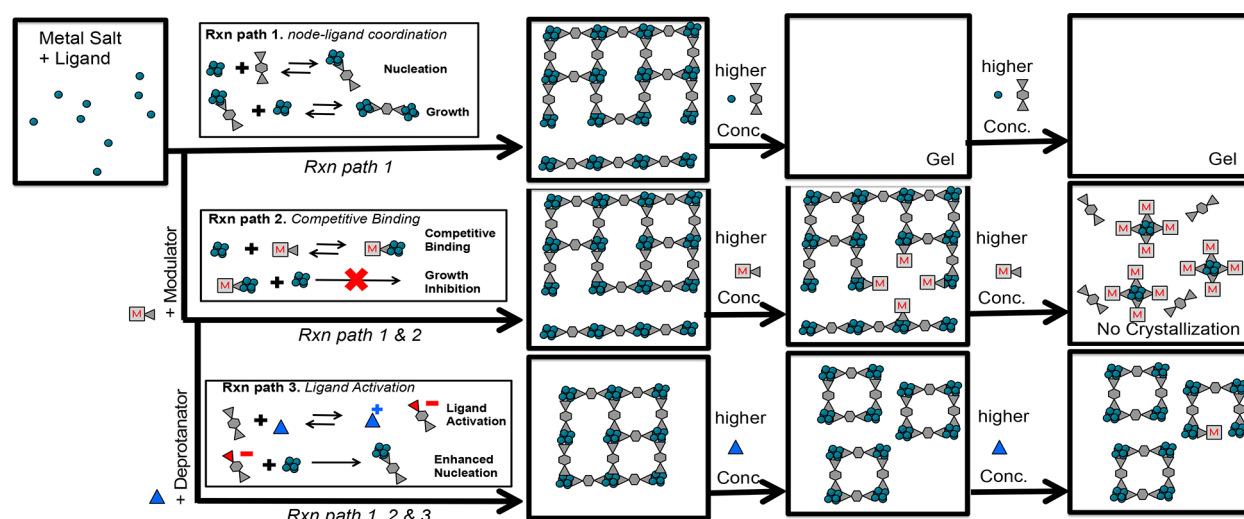 Metal Salt
+ Ligand
Rxn path 1. node-ligand coordination
Nucleation
Growth
Rxn path 1
higher
Conc.
Gel
higher
Conc.
Gel
+ Modulator
M
Rxn path 2. Competitive Binding
M
M
Competitive
Binding
M
Growth
Inhibition
Rxn path 1 & 2
higher
M
Conc.
M
M
M
M
higher
M
Conc.
M
M
M
M
M
M
M
M
M
M
M
M
No Crystallization
+ Deprotanator
Rxn path 3. Ligand Activation
Ligand
Activation
Enhanced
Nucleation
Rxn path 1, 2 & 3
higher
Conc.
higher
Conc.
M